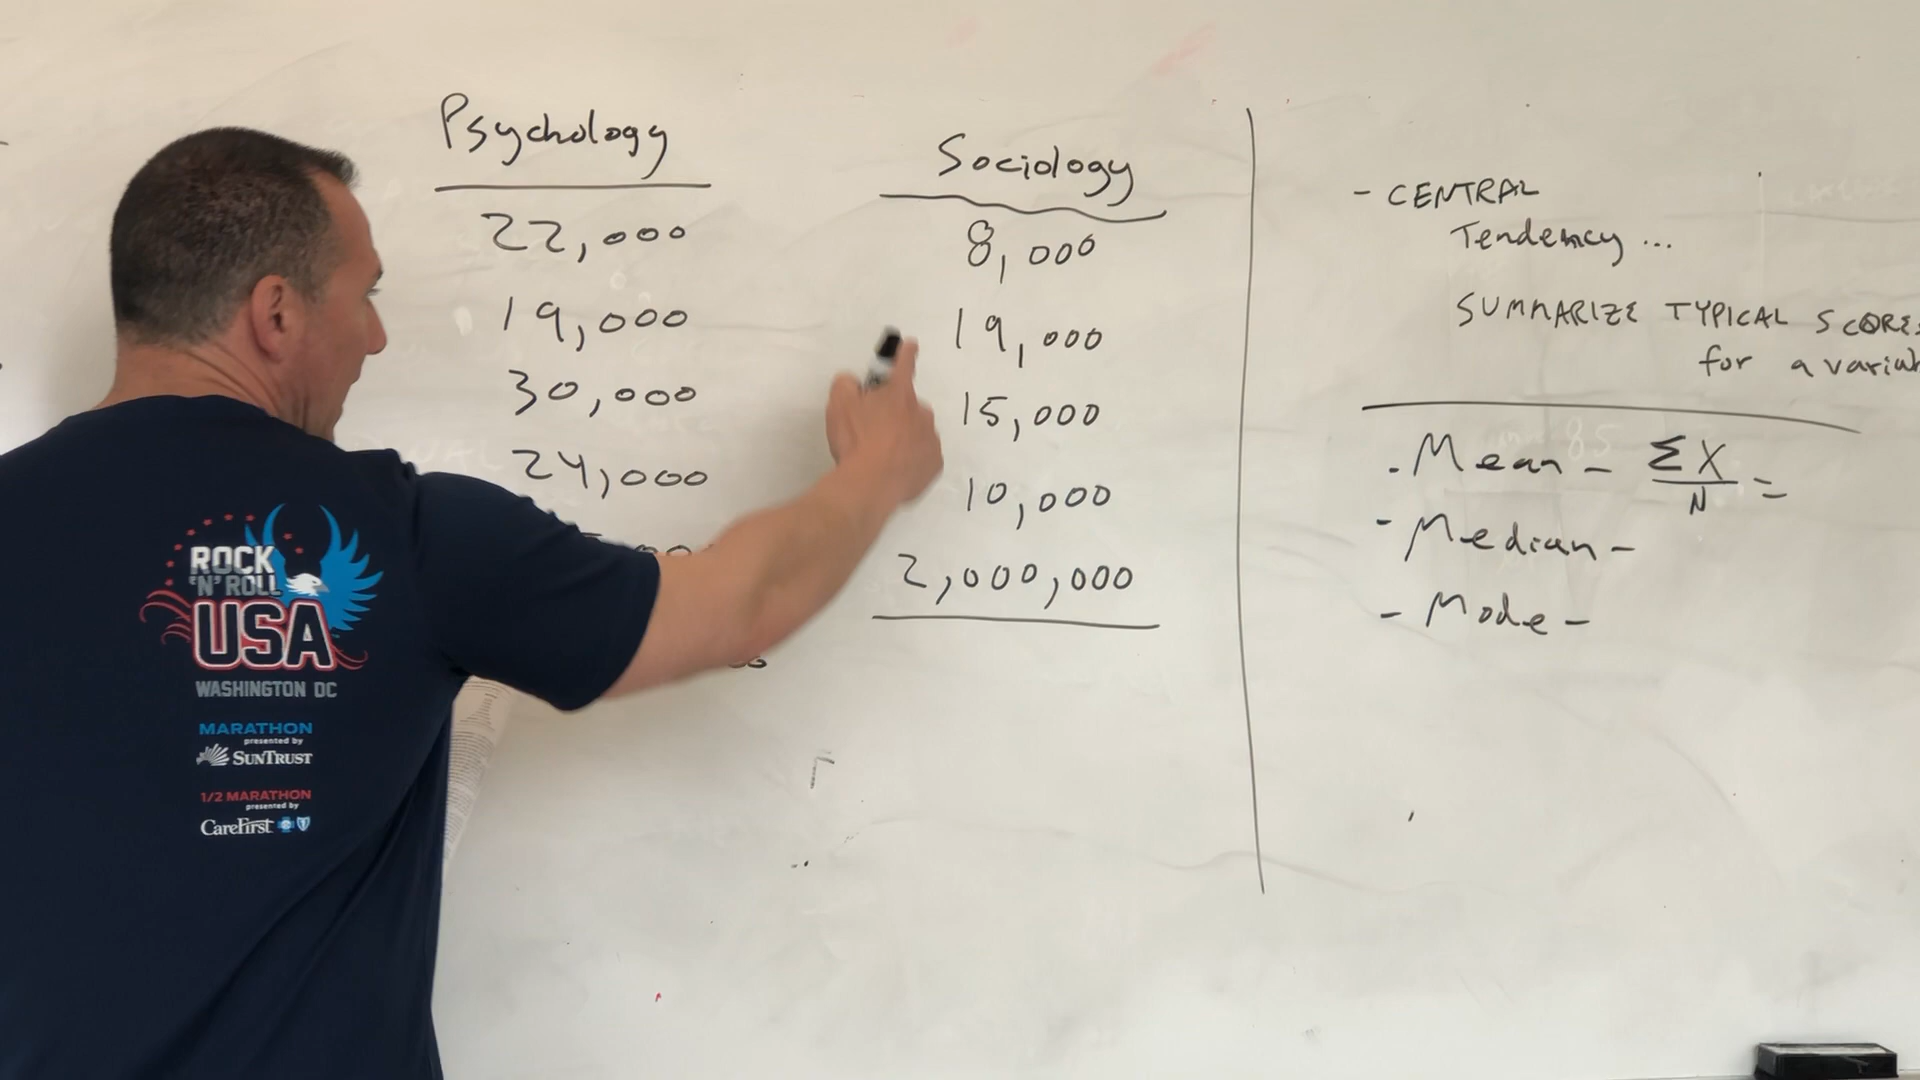 Psychology
22,000
19,000
30,000
24,000
Sociology
8,000
19,000
15,000
10,000
2,000,000
- CENTRAL
Tendency ...
SUMMARIZE TYPICAL SCORES
for a
- Mean - ΣX
N =
- Median -
- Mode -
ROCK
'N' ROLL
USA
WASHINGTON DC
MARATHON
presented by
SUNTRUST
1/2 MARATHON
presented by
CareFirst